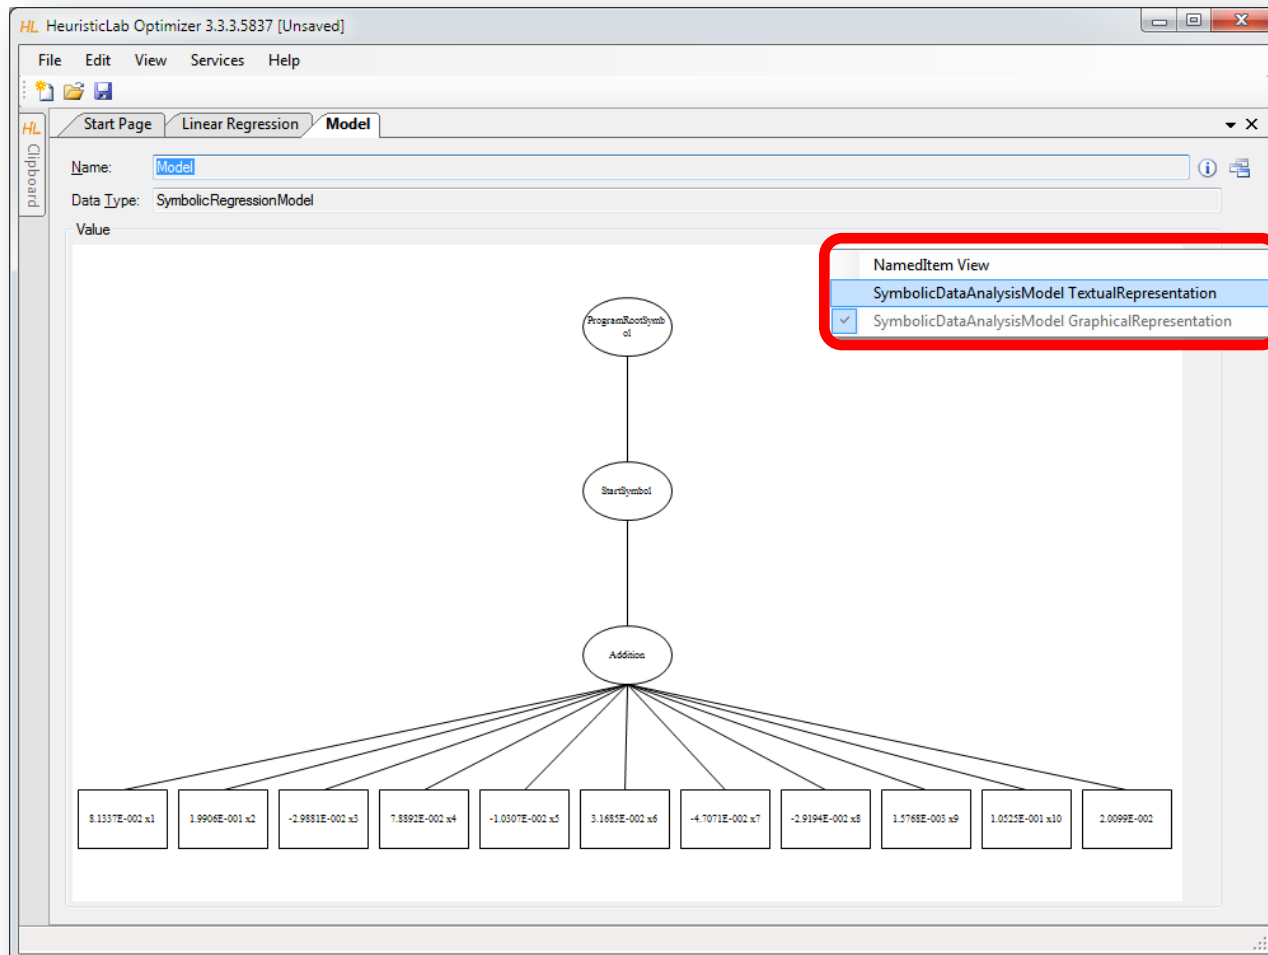 HL HeuristicLab Optimizer 3.3.3.5837 [Unsaved]
File Edit View Services Help
HL Clipboard
Start Page Linear Regression Model
Name: Model
Data Type: SymbolicRegressionModel
Value
NamedItem View
SymbolicDataAnalysisModel TextualRepresentation
SymbolicDataAnalysisModel GraphicalRepresentation
ProgramRootSymb
ol
StartSymbol
Addition
8.1337E-002 x1 1.9906E-001 x2 -2.9881E-002 x3 7.8892E-002 x4 -1.0307E-002 x5 3.1685E-002 x6 -4.7071E-002 x7 -2.9194E-002 x8 1.5768E-003 x9 1.0525E-001 x10 2.0099E-002